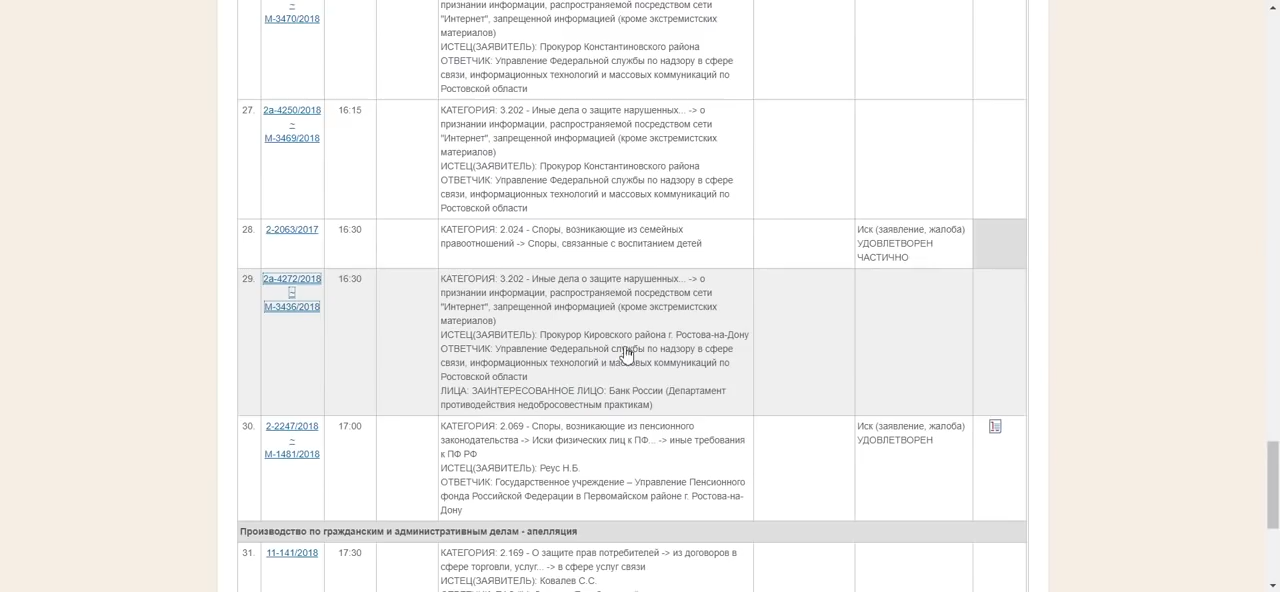 ~
М-3470/2018
признании информации, распространяемой посредством сети
"Интернет", запрещенной информацией (кроме экстремистских
материалов)
ИСТЕЦ(ЗАЯВИТЕЛЬ): Прокурор Константиновского района
ОТВЕТЧИК: Управление Федеральной службы по надзору в сфере
связи, информационных технологий и массовых коммуникаций по
Ростовской области
27.
2а-4250/2018
~
М-3469/2018
16:15
КАТЕГОРИЯ: 3.202 - Иные дела о защите нарушенных... -> о
признании информации, распространяемой посредством сети
"Интернет", запрещенной информацией (кроме экстремистских
материалов)
ИСТЕЦ(ЗАЯВИТЕЛЬ): Прокурор Константиновского района
ОТВЕТЧИК: Управление Федеральной службы по надзору в сфере
связи, информационных технологий и массовых коммуникаций по
Ростовской области
28.
2-2063/2017
16:30
КАТЕГОРИЯ: 2.024 - Споры, возникающие из семейных
правоотношений -> Споры, связанные с воспитанием детей
Иск (заявление, жалоба)
УДОВЛЕТВОРЕН
ЧАСТИЧНО
29.
2а-4272/2018
~
М-3436/2018
16:30
КАТЕГОРИЯ: 3.202 - Иные дела о защите нарушенных... -> о
признании информации, распространяемой посредством сети
"Интернет", запрещенной информацией (кроме экстремистских
материалов)
ИСТЕЦ(ЗАЯВИТЕЛЬ): Прокурор Кировского района г. Ростова-на-Дону
ОТВЕТЧИК: Управление Федеральной службы по надзору в сфере
связи, информационных технологий и массовых коммуникаций по
Ростовской области
ЛИЦА: ЗАИНТЕРЕСОВАННОЕ ЛИЦО: Банк России (Департамент
противодействия недобросовестным практикам)
30.
2-2247/2018
~
М-1481/2018
17:00
КАТЕГОРИЯ: 2.069 - Споры, возникающие из пенсионного
законодательства -> Иски физических лиц к ПФ... -> иные требования
к ПФ РФ
ИСТЕЦ(ЗАЯВИТЕЛЬ): Реус Н.Б.
ОТВЕТЧИК: Государственное учреждение – Управление Пенсионного
фонда Российской Федерации в Первомайском районе г. Ростова-на-
Дону
Иск (заявление, жалоба)
УДОВЛЕТВОРЕН
Производство по гражданским и административным делам - апелляция
31.
11-141/2018
17:30
КАТЕГОРИЯ: 2.169 - О защите прав потребителей -> из договоров в
сфере торговли, услуг... -> в сфере услуг связи
ИСТЕЦ(ЗАЯВИТЕЛЬ): Ковалев С.С.